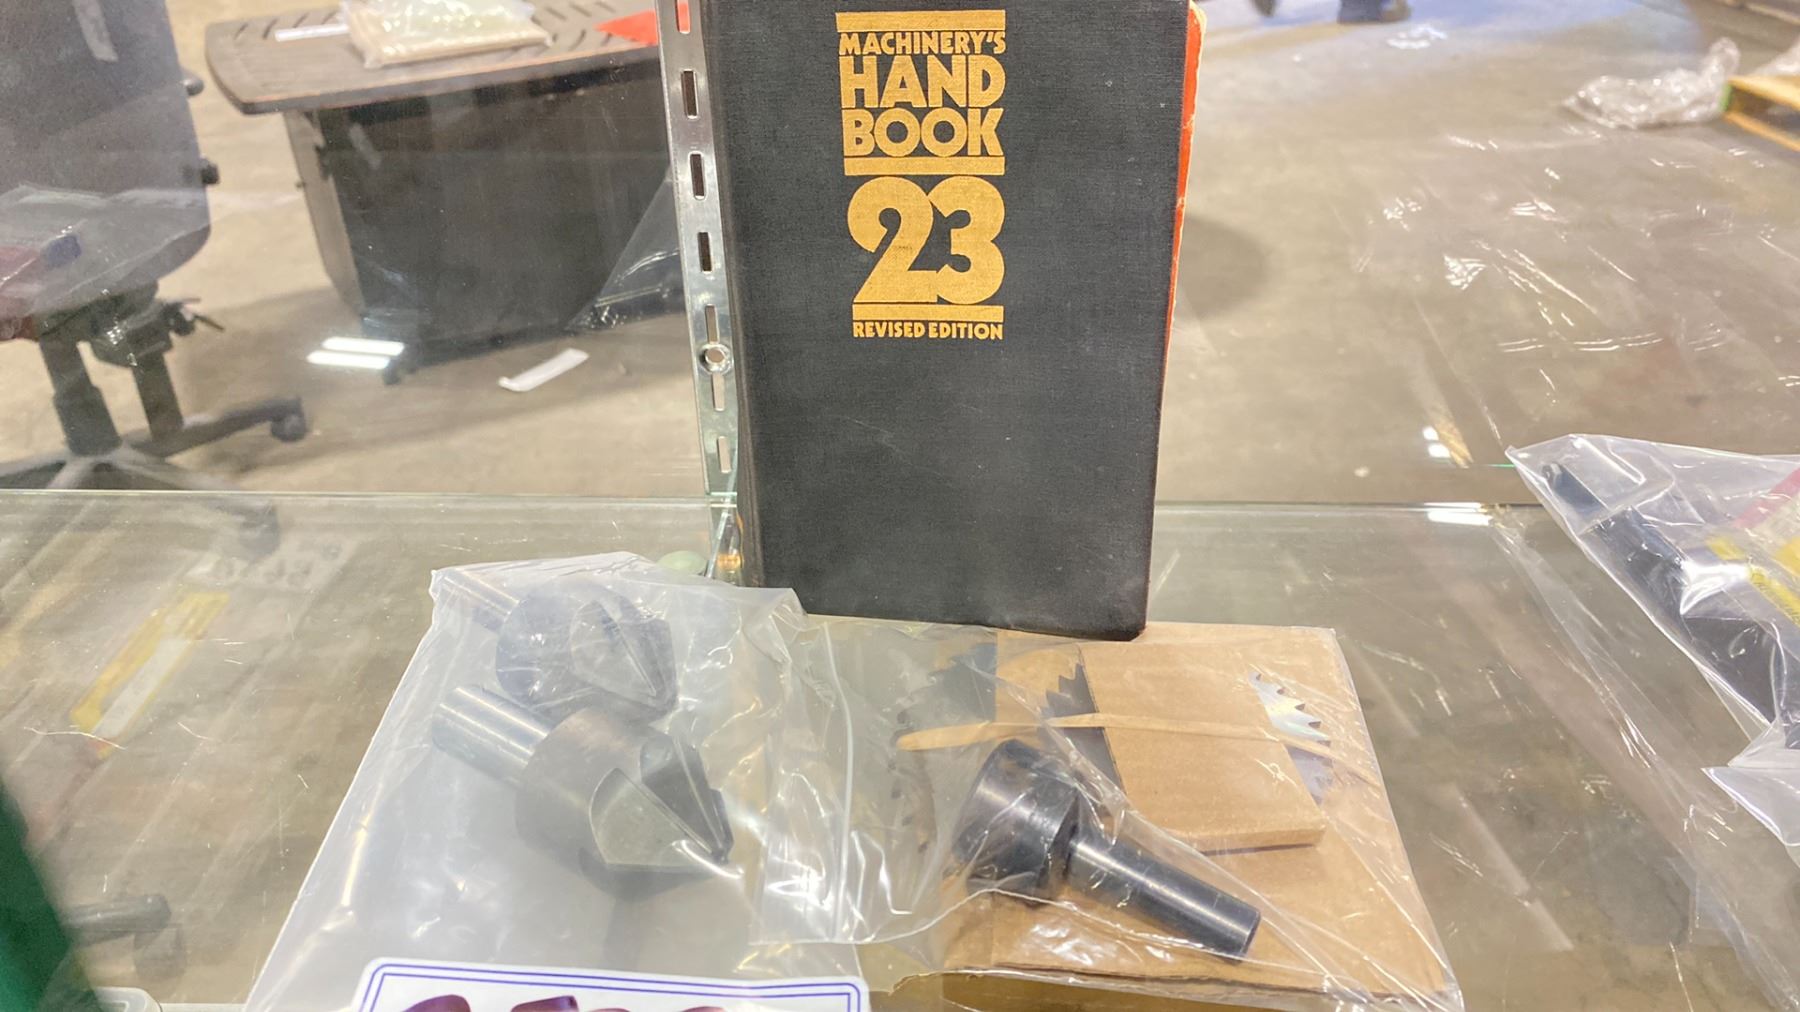 MACHINERY'S
HAND
BOOK
23
REVISED EDITION